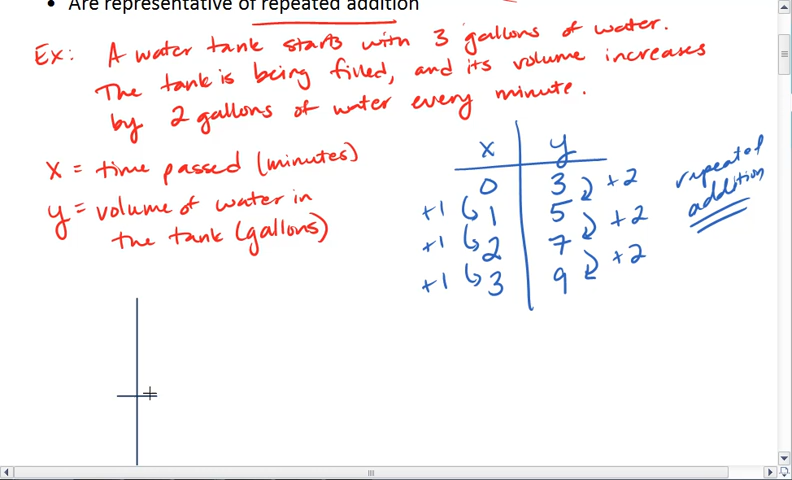 • Are representative of repeated addition
Ex: A water tank starts with 3 gallons of water.
The tank is being filled, and its volume increases
by 2 gallons of water every minute.
x = time passed (minutes)
y = volume of water in
the tank (gallons)
x y
0 3 +2
+1 1 5 +2
+1 2 7 +2
+1 3 9
repeated
addition